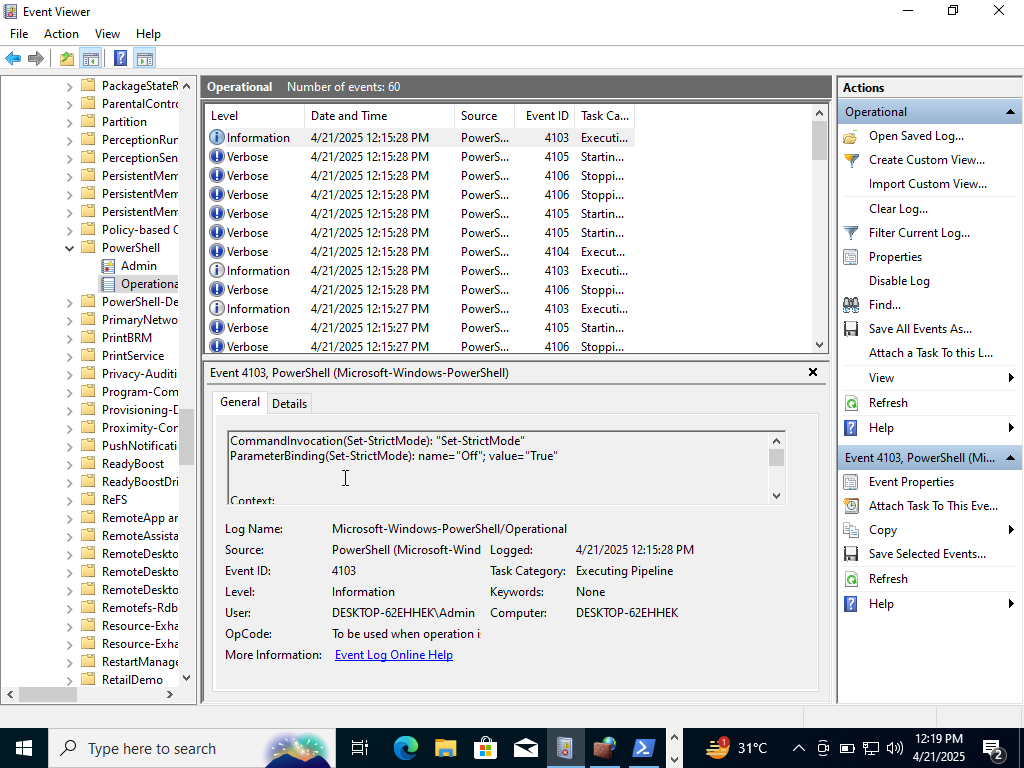 Event Viewer
File Action View Help
PackageStateR
ParentalContro
Partition
PerceptionRun
PerceptionSen
PersistentMem
PersistentMem
PersistentMem
Policy-based Q
PowerShell
Admin
Operationa
PowerShell-De
PrimaryNetwo
PrintBRM
PrintService
Privacy-Auditi
Program-Com
Provisioning-D
Proximity-Cor
PushNotificati
ReadyBoost
ReadyBoostDri
ReFS
RemoteApp ar
RemoteAssista
RemoteDeskto
RemoteDeskto
RemoteDeskto
Remotefs-Rdb
Resource-Exha
Resource-Exha
RestartManage
RetailDemo
Operational Number of events: 60
Level Date and Time Source Event ID Task Ca...
Information 4/21/2025 12:15:28 PM PowerS... 4103 Executi...
Verbose 4/21/2025 12:15:28 PM PowerS... 4105 Startin...
Verbose 4/21/2025 12:15:28 PM PowerS... 4106 Stoppi...
Verbose 4/21/2025 12:15:28 PM PowerS... 4106 Stoppi...
Verbose 4/21/2025 12:15:28 PM PowerS... 4105 Startin...
Verbose 4/21/2025 12:15:28 PM PowerS... 4105 Startin...
Verbose 4/21/2025 12:15:28 PM PowerS... 4104 Execut...
Information 4/21/2025 12:15:28 PM PowerS... 4103 Executi...
Verbose 4/21/2025 12:15:28 PM PowerS... 4106 Stoppi...
Information 4/21/2025 12:15:27 PM PowerS... 4103 Executi...
Verbose 4/21/2025 12:15:27 PM PowerS... 4105 Startin...
Verbose 4/21/2025 12:15:27 PM PowerS... 4106 Stoppi...
Event 4103, PowerShell (Microsoft-Windows-PowerShell)
General Details
CommandInvocation(Set-StrictMode): "Set-StrictMode"
ParameterBinding(Set-StrictMode): name="Off"; value="True"
Context:
Log Name: Microsoft-Windows-PowerShell/Operational
Source: PowerShell (Microsoft-Wind Logged: 4/21/2025 12:15:28 PM
Event ID: 4103 Task Category: Executing Pipeline
Level: Information Keywords: None
User: DESKTOP-62EHHEK\Admin Computer: DESKTOP-62EHHEK
OpCode: To be used when operation i
More Information: Event Log Online Help
Actions
Operational
Open Saved Log...
Create Custom View...
Import Custom View...
Clear Log...
Filter Current Log...
Properties
Disable Log
Find...
Save All Events As...
Attach a Task To this L...
View
Refresh
Help
Event 4103, PowerShell (Mi...
Event Properties
Attach Task To This Eve...
Copy
Save Selected Events...
Refresh
Help
Type here to search
1
31°C
12:19 PM
4/21/2025
2